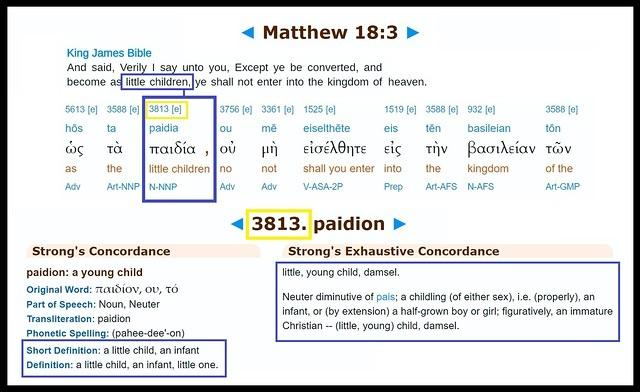 ◄ Matthew 18:3 ►
King James Bible
And said, Verily I say unto you, Except ye be converted, and
become as little children, ye shall not enter into the kingdom of heaven.
5613 [e] 3588 [e] 3813 [e] 3756 [e] 3361 [e] 1525 [e] 1519 [e] 3588 [e] 932 [e] 3588 [e]
hōs ta paidia ou mē eiselthēte eis tēn basileian tōn
ὡς τὰ παιδία , οὐ μὴ εἰσέλθητε εἰς τὴν βασιλείαν τῶν
as the little children no not shall you enter into the kingdom of the
Adv Art-NNP N-NNP Adv Adv V-ASA-2P Prep Art-AFS N-AFS Art-GMP
◄ 3813. paidion ►
Strong's Concordance
paidion: a young child
Original Word: παιδίον, ου, τό
Part of Speech: Noun, Neuter
Transliteration: paidion
Phonetic Spelling: (pahee-dee'-on)
Short Definition: a little child, an infant
Definition: a little child, an infant, little one.
Strong's Exhaustive Concordance
little, young child, damsel.
Neuter diminutive of pais; a childling (of either sex), i.e. (properly), an
infant, or (by extension) a half-grown boy or girl; figuratively, an immature
Christian -- (little, young) child, damsel.